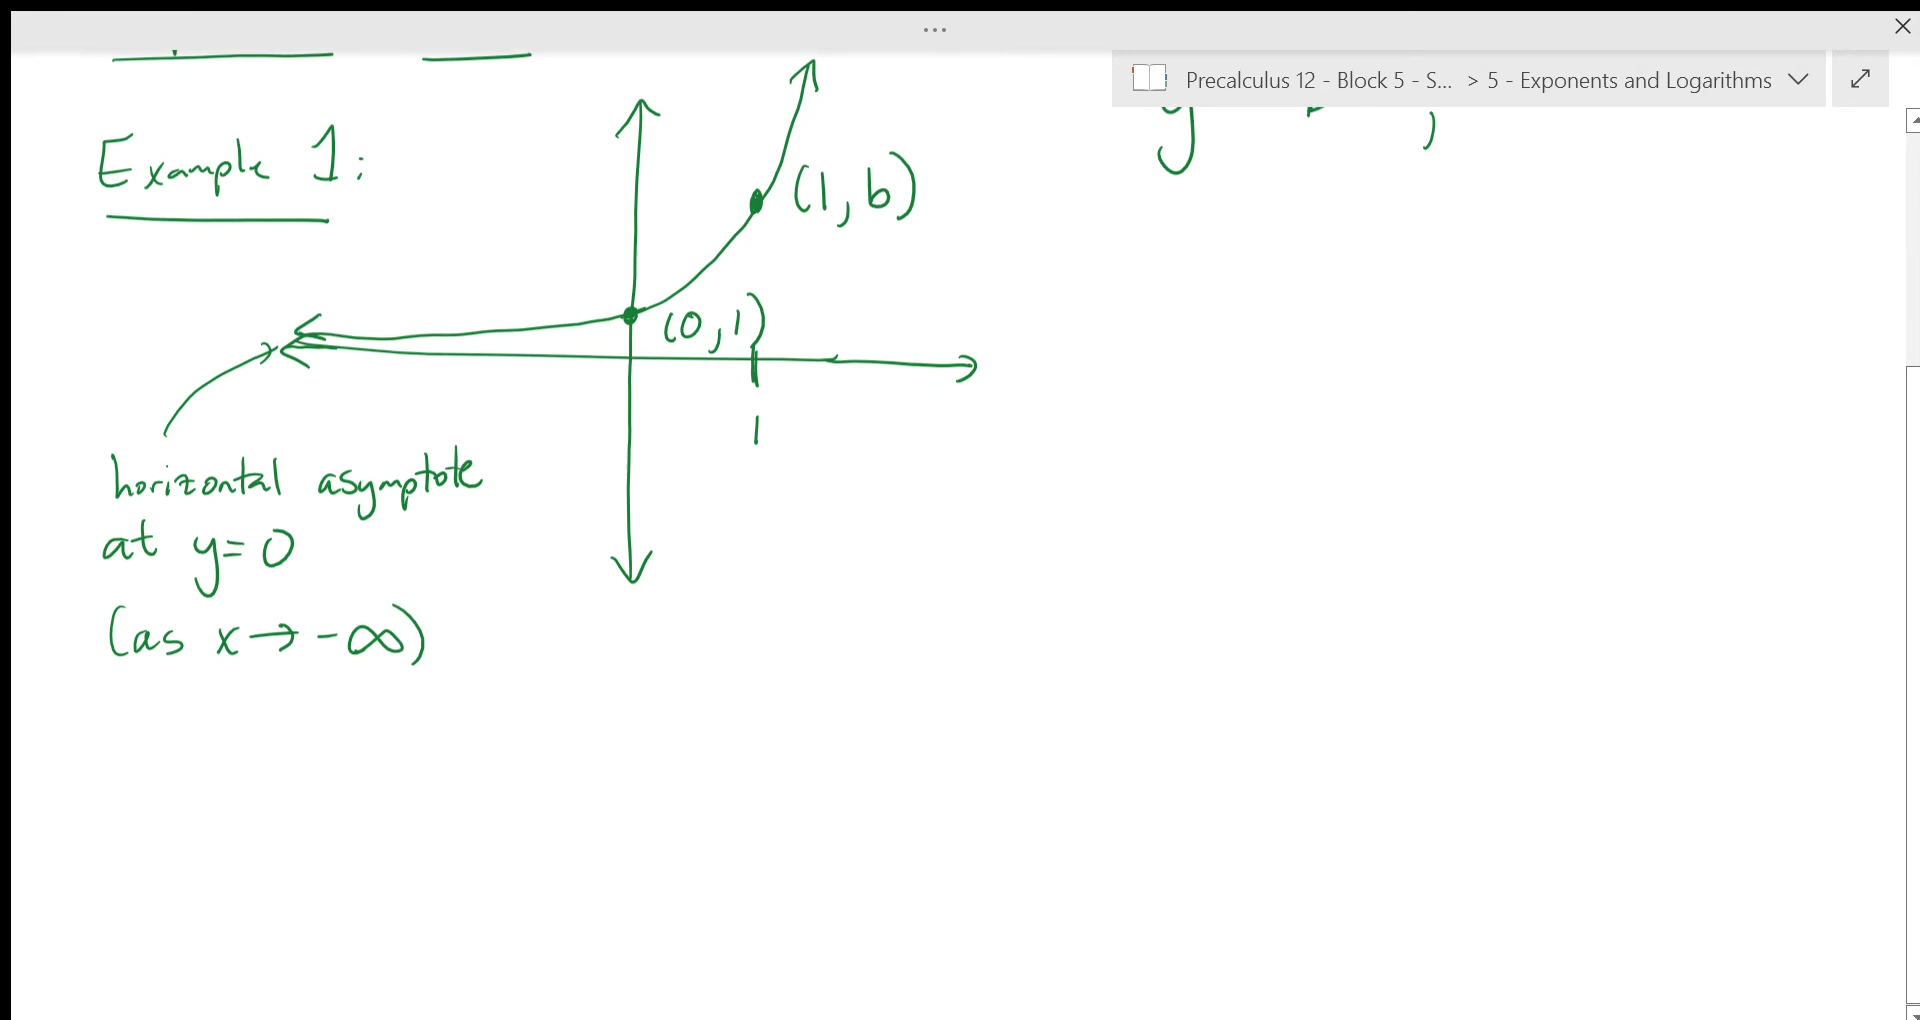 ...
Precalculus 12 - Block 5 - S... > 5 - Exponents and Logarithms
Example 1:
(1, b)
(0, 1)
1
horizontal asymptote
at y=0
(as x→ -∞)